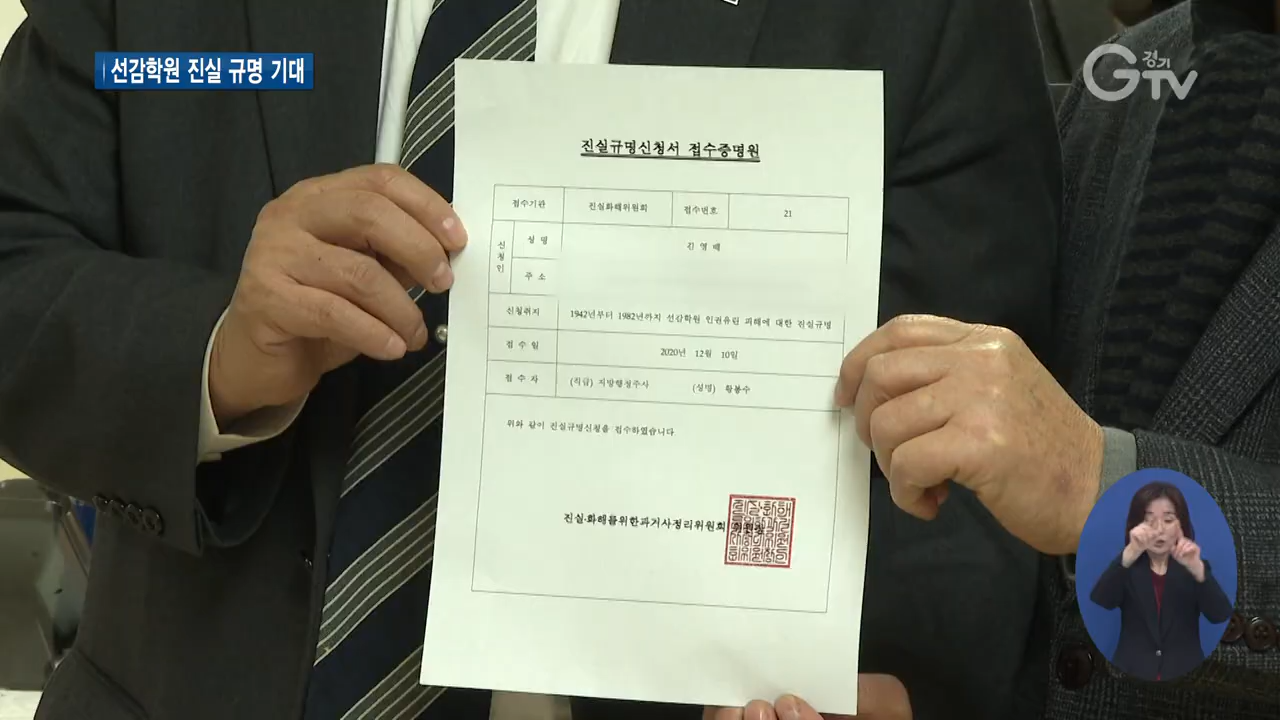 선감학원 진실 규명 기대
경기
GTV
진실규명신청서 접수증명원
접수기관 진실화해위원회 접수번호 21
신청인 성 명 김 영 배
주 소
신청취지 1942년부터 1982년까지 선감학원 인권유린 피해에 대한 진실규명
접 수 일 2020년 12월 10일
접 수 자 (직급) 지방행정주사 (성명) 황봉수
위와 같이 진실규명신청을 접수하였습니다
진실·화해를위한과거사정리위원회